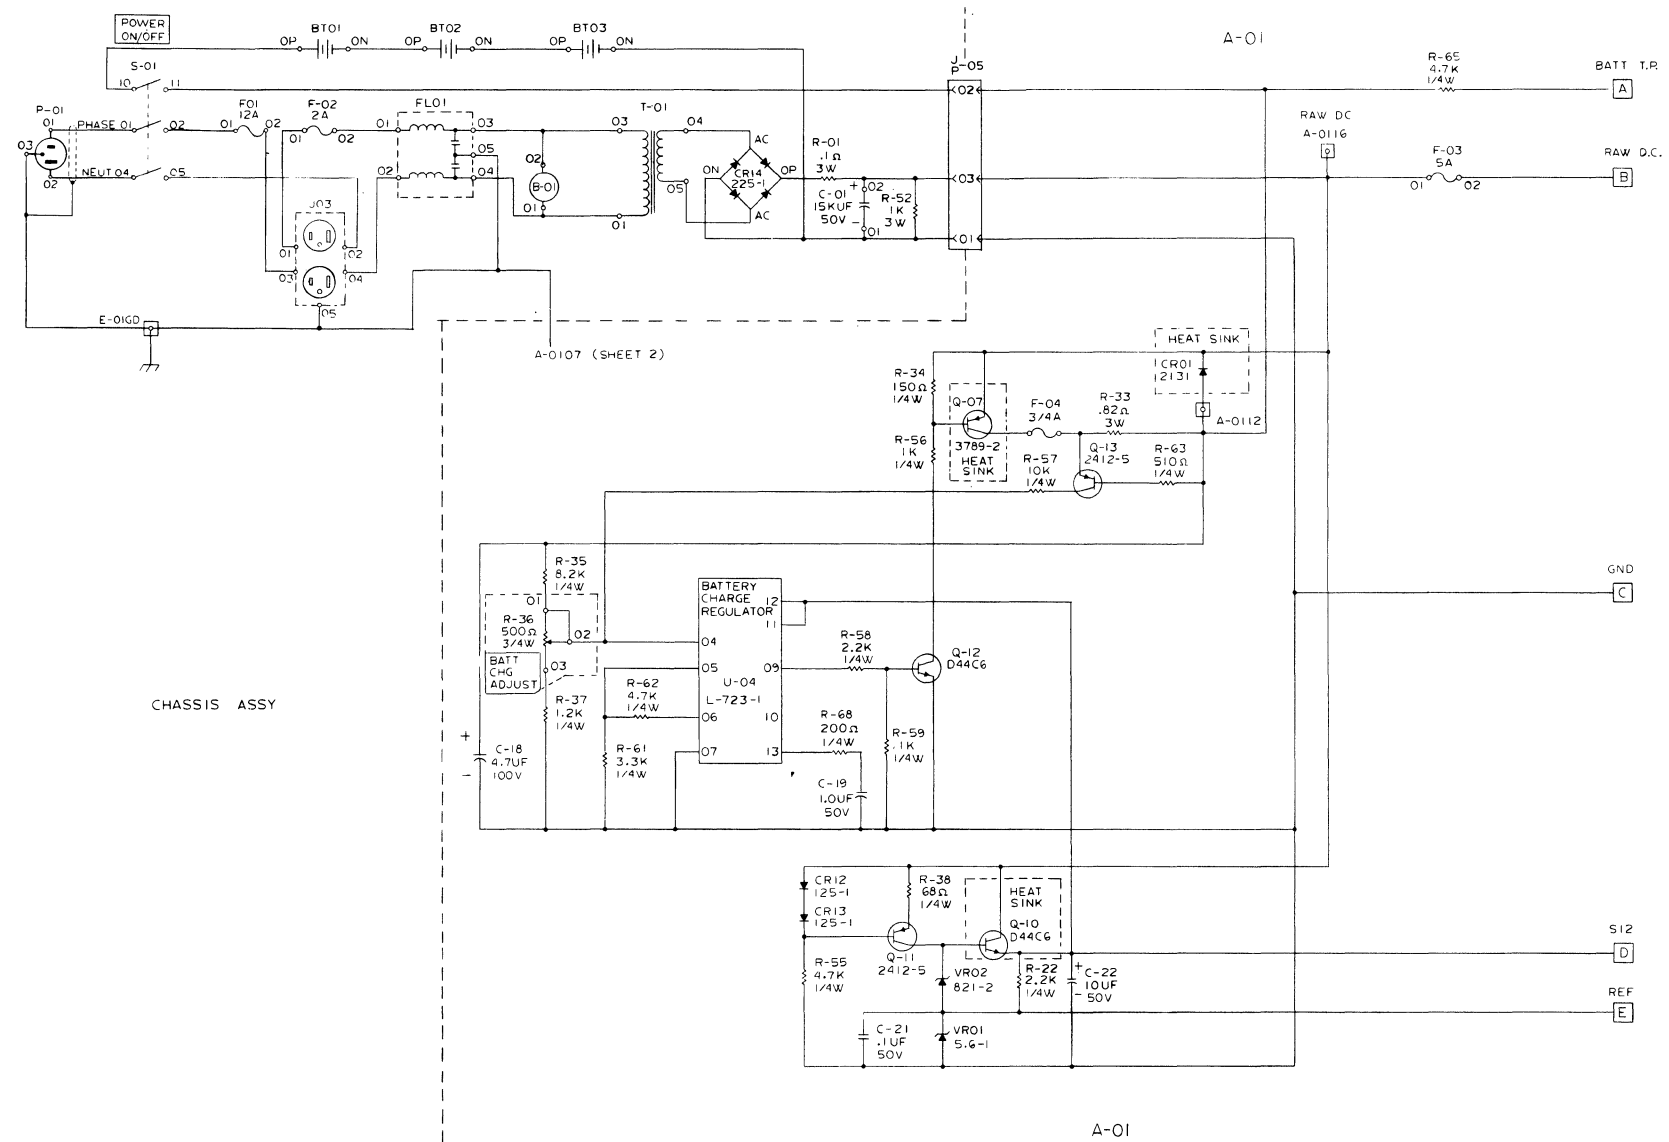 POWER
ON/OFF
BT01
BT02
BT03
OP
ON
OP
ON
OP
ON
A-01
J
P-05
R-65
4.7K
1/4W
BATT T.P.
A
S-01
10
11
02
P-01
01
03
02
PHASE 01
02
NEUT 04
05
F01
12A
01
02
F-02
2A
01
02
FL01
01
03
05
02
04
T-01
03
04
05
01
02
B-01
01
AC
ON
CR14
225-1
OP
AC
R-01
.1Ω
3W
C-01
15KUF
50V
+
02
-
01
R-52
1K
3W
03
01
RAW DC
A-0116
F-03
5A
01
02
RAW D.C.
B
J03
01
02
03
04
05
E-01GD
A-0107 (SHEET 2)
HEAT SINK
CR01
2131
A-0112
R-34
150Ω
1/4W
Q-07
3789-2
HEAT
SINK
F-04
3/4A
R-33
.82Ω
3W
R-56
1K
1/4W
R-57
10K
1/4W
Q-13
2412-5
R-63
510Ω
1/4W
R-35
8.2K
1/4W
01
R-36
500Ω
3/4W
02
BATT
CHG
ADJUST
03
R-37
1.2K
1/4W
BATTERY
CHARGE
REGULATOR
12
11
04
05
09
U-04
L-723-1
06
10
07
13
R-62
4.7K
1/4W
R-61
3.3K
1/4W
R-58
2.2K
1/4W
Q-12
D44C6
R-68
200Ω
1/4W
R-59
1K
1/4W
C-19
1.0UF
50V
+
C-18
4.7UF
100V
-
GND
C
CHASSIS ASSY
CR12
125-1
CR13
125-1
R-38
68Ω
1/4W
HEAT
SINK
Q-10
D44C6
Q-11
2412-5
R-55
4.7K
1/4W
VR02
821-2
R-22
2.2K
1/4W
+
C-22
10UF
-
50V
S12
D
REF
E
C-21
.1UF
50V
VR01
5.6-1
A-01